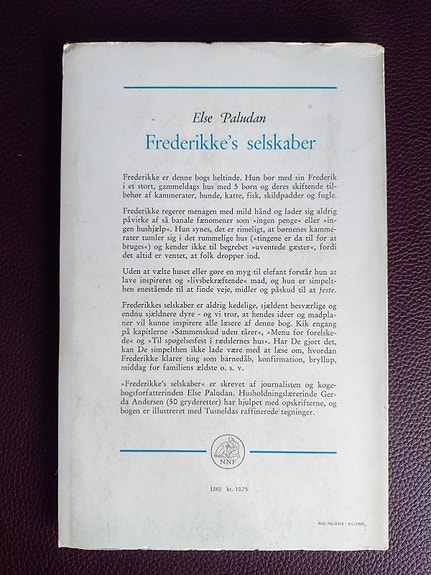 Else Paludan
Frederikke's selskaber
Frederikke er denne bogs heltinde. Hun bor med sin Frederik
i et stort, gammeldags hus med 5 børn og deres skiftende til-
behør af kammerater, hunde, katte, fisk, skildpadder og fugle.
Frederikke regerer menagen med mild hånd og lader sig aldrig
påvirke af så banale fænomener som »ingen penge« eller »in-
gen hushjælp«. Hun synes, det er rimeligt, at børnenes kamme-
rater tumler sig i det rummelige hus (»tingene er da til for at
bruges«) og kender ikke til begrebet »uventede gæster«, fordi
det altid er ventet, at folk dropper ind.
Uden at vælte huset eller gøre en myg til elefant forstår hun at
lave inspireret og »livsbekræftende« mad, og hun er simpelt-
hen enestående til at finde veje, midler og påskud til at feste.
Frederikkes selskaber er aldrig kedelige, sjældent besværlige og
endnu sjældnere dyre - og vi tror, at hendes ideer og madpla-
ner vil kunne inspirere alle læsere af denne bog. Kik engang
på kapitlerne »Sammenskud uden tårer«, »Menu for forelske-
de« og »Til spøgelsesfest i rædslernes hus«. Har De gjort det,
kan De simpelthen ikke lade være med at læse om, hvordan
Frederikke klarer ting som barnedåb, konfirmation, bryllup,
middag for familiens ældste o. s. v.
»Frederikke's selskaber« er skrevet af journalisten og koge-
bogsforfatterinden Else Paludan. Husholdningslærerinde Ger-
da Andersen (50 gryderetter) har hjulpet med opskrifterne, og
bogen er illustreret med Tusneldas raffinerede tegninger.
NNF
1260 kr. 10,75